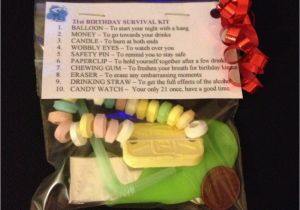 21st BIRTHDAY SURVIVAL KIT
1. BALLOON – To start your night with a bang
2. MONEY – To go towards your drinks
3. CANDLE – To burn at both ends
4. WOBBLY EYES – To watch over you
5. SAFETY PIN – To help you keep it together
6. PAPERCLIP – To hold yourself together after a few drinks
7. CHEWING GUM – To freshen your breath for birthday kisses
8. ERASER – To erase any embarrassing moments
9. DRINKING STRAW – To get the full effects of the alcohol
10. CANDY WATCH – Your only 21 once, have a good time.